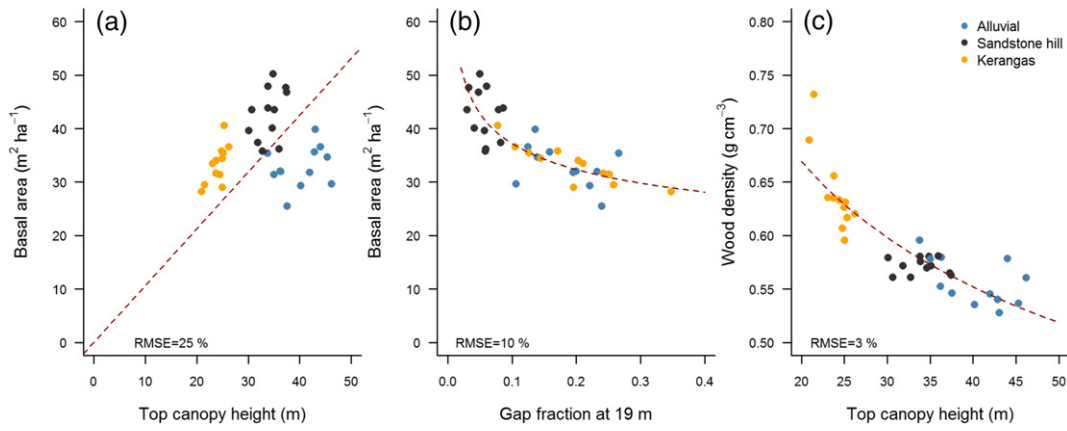 (a)
Basal area (m² ha⁻¹)
60
50
40
30
20
10
0
RMSE=25 %
0 10 20 30 40 50
Top canopy height (m)
(b)
Basal area (m² ha⁻¹)
60
50
40
30
20
10
0
RMSE=10 %
0.0 0.1 0.2 0.3 0.4
Gap fraction at 19 m
(c)
Alluvial
Sandstone hill
Kerangas
Wood density (g cm⁻³)
0.80
0.75
0.70
0.65
0.60
0.55
0.50
RMSE=3 %
20 25 30 35 40 45 50
Top canopy height (m)